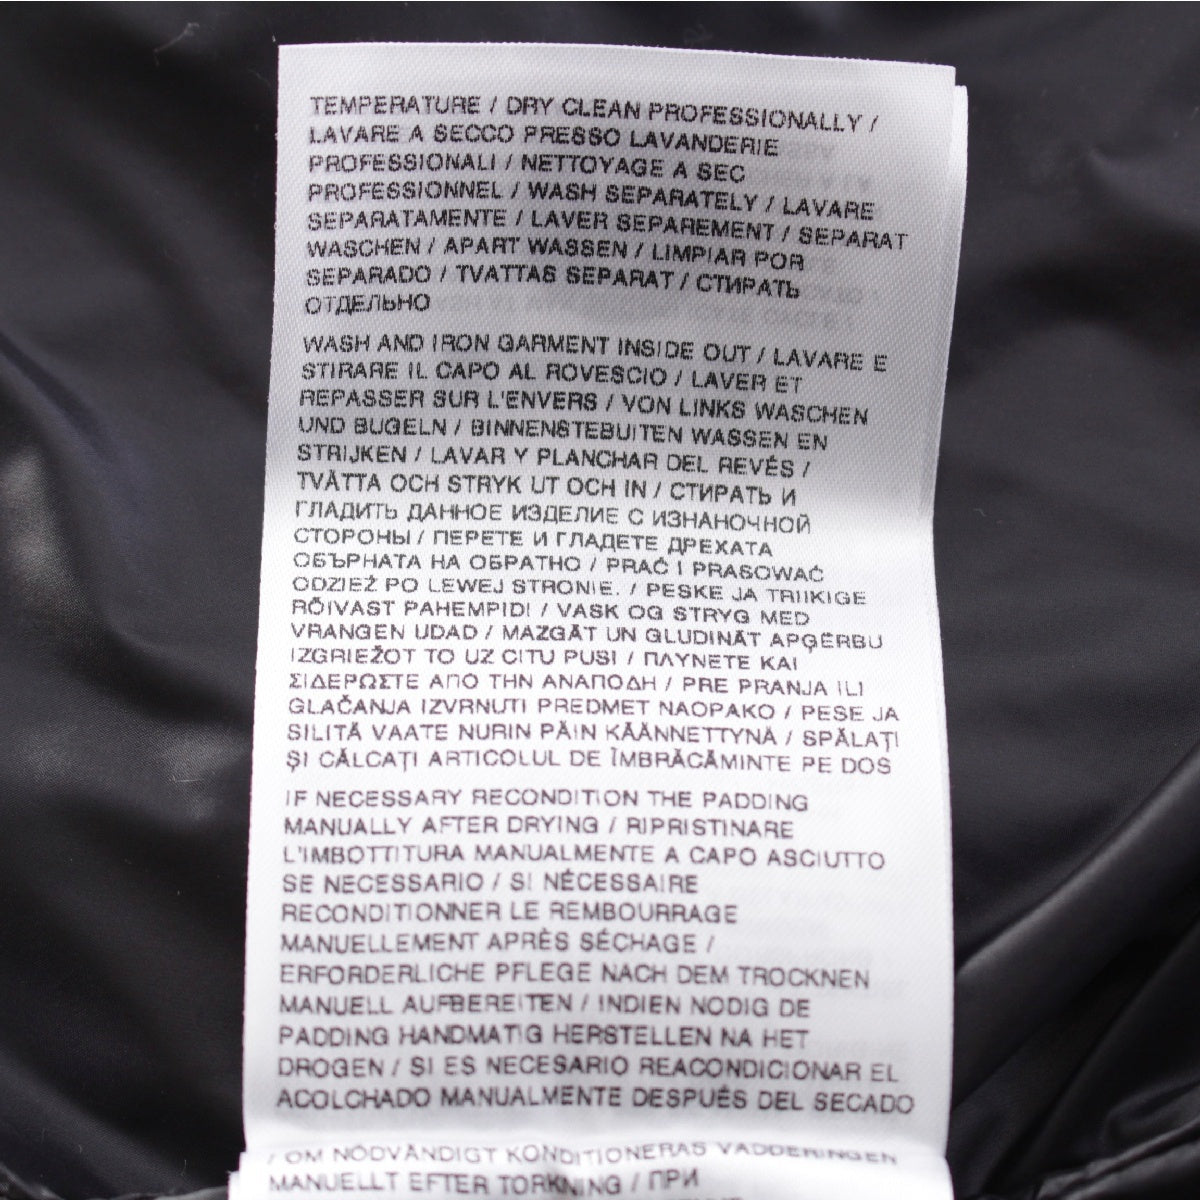 TEMPERATURE / DRY CLEAN PROFESSIONALLY /
LAVARE A SECCO PRESSO LAVANDERIE
PROFESSIONALI / NETTOYAGE A SEC
PROFESSIONNEL / WASH SEPARATELY / LAVARE
SEPARATAMENTE / LAVER SEPAREMENT / SEPARAT
WASCHEN / APART WASSEN / LIMPIAR POR
SEPARADO / TVATTAS SEPARAT / СТИРАТЬ
ОТДЕЛЬНО
WASH AND IRON GARMENT INSIDE OUT / LAVARE E
STIRARE IL CAPO AL ROVESCIO / LAVER ET
REPASSER SUR L'ENVERS / VON LINKS WASCHEN
UND BUGELN / BINNENSTEBUITEN WASSEN EN
STRIJKEN / LAVAR Y PLANCHAR DEL REVÉS /
TVÄTTA OCH STRYK UT OCH IN / СТИРАТЬ И
ГЛАДИТЬ ДАННОЕ ИЗДЕЛИЕ С ИЗНАНОЧНОЙ
СТОРОНЫ / ПЕРЕТЕ И ГЛАДЕТЕ ДРЕХАТА
ОБЪРНАТА НА ОБРАТНО / PRAĆ I PRASOWAĆ
ODZIEŻ PO LEWEJ STRONIE. / PESKE JA TRIIKIGE
RÕIVAST PAHEMPIDI / VASK OG STRYG MED
VRANGEN UDAD / MAZGĀT UN GLUDINĀT APĢĒRBU
IZGRIEŽOT TO UZ CITU PUSI / ΠΛΥΝΕΤΕ ΚΑΙ
ΣΙΔΕΡΩΣΤΕ ΑΠΟ ΤΗΝ ΑΝΑΠΟΔΗ / PRE PRANJA ILI
GLAČANJA IZVRNUTI PREDMET NAOPAKO / PESE JA
SILITÄ VAATE NURIN PÄIN KÄÄNNETTYNÄ / SPĂLAȚI
ȘI CĂLCAȚI ARTICOLUL DE ÎMBRĂCĂMINTE PE DOS
IF NECESSARY RECONDITION THE PADDING
MANUALLY AFTER DRYING / RIPRISTINARE
L'IMBOTTITURA MANUALMENTE A CAPO ASCIUTTO
SE NECESSARIO / SI NÉCESSAIRE
RECONDITIONNER LE REMBOURRAGE
MANUELLEMENT APRÈS SÉCHAGE /
ERFORDERLICHE PFLEGE NACH DEM TROCKNEN
MANUELL AUFBEREITEN / INDIEN NODIG DE
PADDING HANDMATIG HERSTELLEN NA HET
DROGEN / SI ES NECESARIO REACONDICIONAR EL
ACOLCHADO MANUALMENTE DESPUÉS DEL SECADO
/ OM NÖDVÄNDIGT KONDITIONERAS VADDERINGEN
MANUELLT EFTER TORKNING / ПРИ